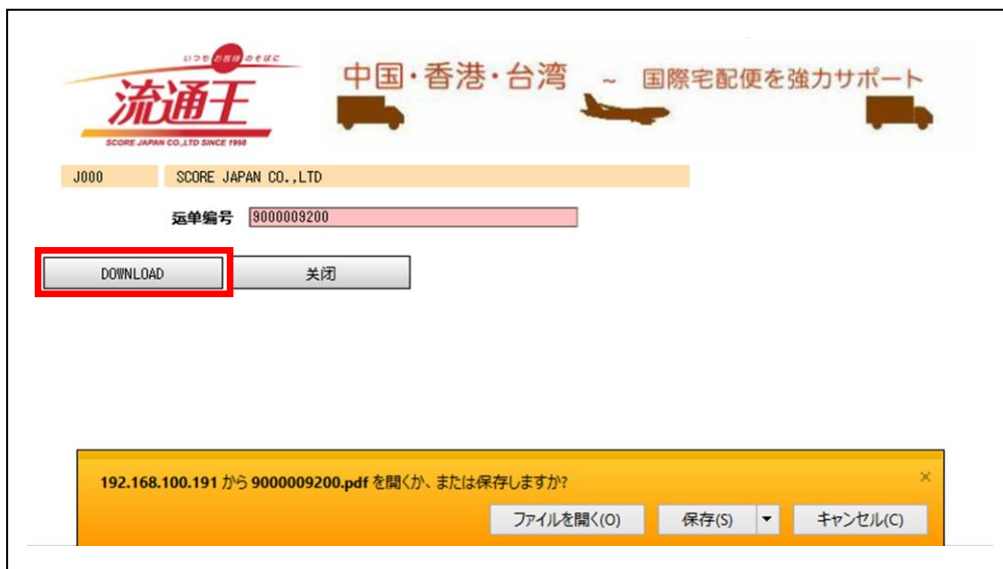 いつも お客様 のそばに
流通王
SCORE JAPAN CO.,LTD SINCE 1998
中国・香港・台湾 ～ 国際宅配便を強力サポート
J000 SCORE JAPAN CO.,LTD
运单编号 9000009200
DOWNLOAD 关闭
192.168.100.191 から 9000009200.pdf を開くか、または保存しますか?
×
ファイルを開く(O) 保存(S) ▼ キャンセル(C)